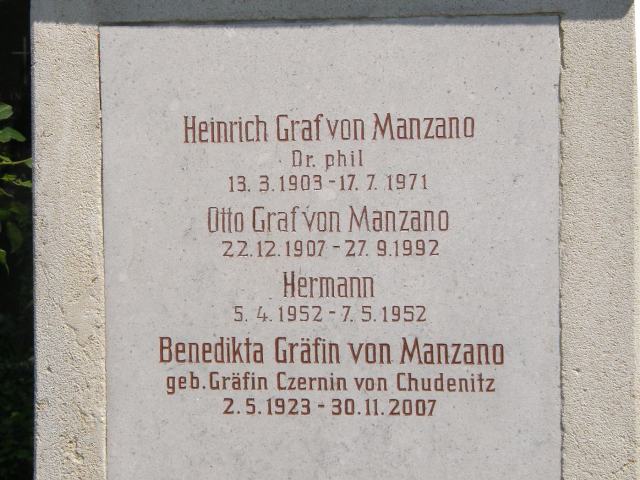 Heinrich Graf von Manzano
Dr. phil
13. 3. 1903 - 17. 7. 1971
Otto Graf von Manzano
22.12.1907 - 27.9.1992
Hermann
5. 4. 1952 - 7. 5. 1952
Benedikta Gräfin von Manzano
geb. Gräfin Czernin von Chudenitz
2.5.1923 - 30.11.2007